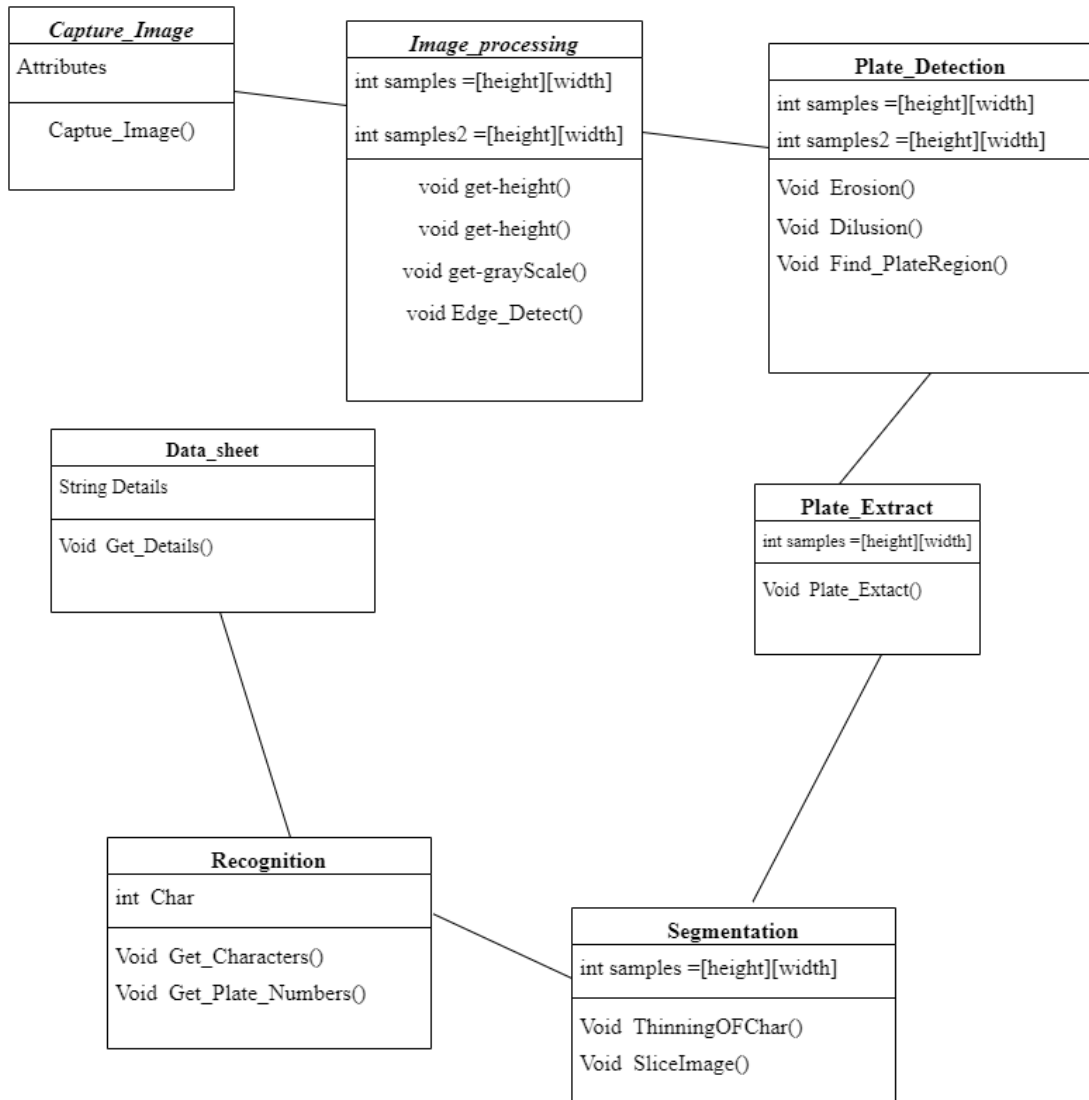 Capture_Image
Attributes
Captue_Image()
Image_processing
int samples =[height][width]
int samples2 =[height][width]
void get-height()
void get-height()
void get-grayScale()
void Edge_Detect()
Plate_Detection
int samples =[height][width]
int samples2 =[height][width]
Void Erosion()
Void Dilusion()
Void Find_PlateRegion()
Data_sheet
String Details
Void Get_Details()
Plate_Extract
int samples =[height][width]
Void Plate_Extact()
Recognition
int Char
Void Get_Characters()
Void Get_Plate_Numbers()
Segmentation
int samples =[height][width]
Void ThinningOFChar()
Void SliceImage()